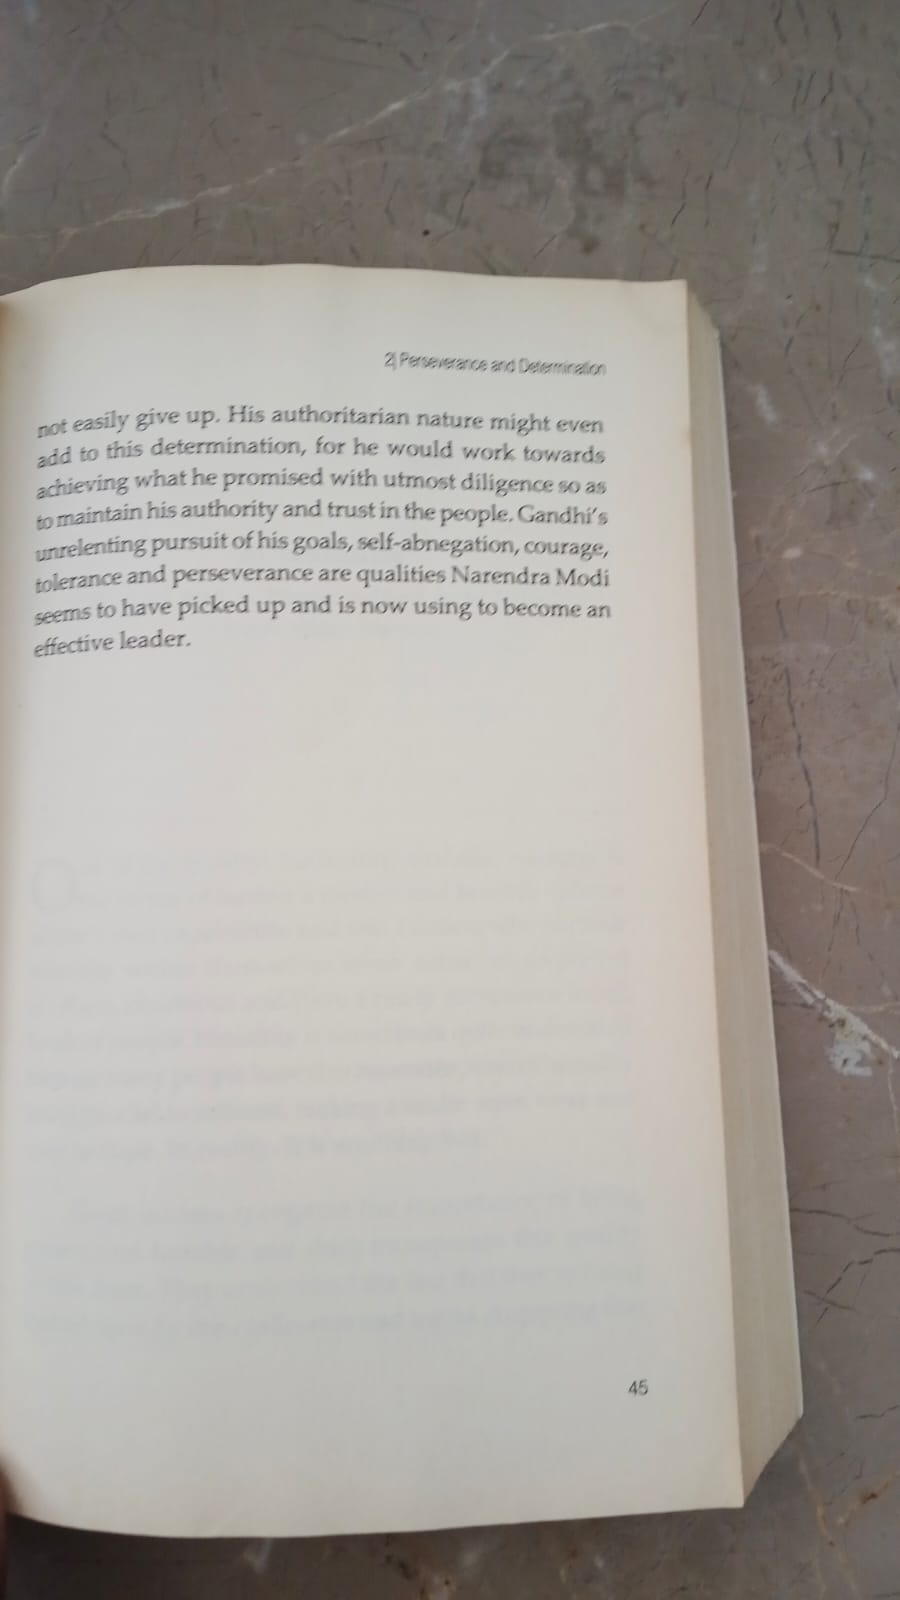 2| Perseverance and Determination
not easily give up. His authoritarian nature might even
add to this determination, for he would work towards
achieving what he promised with utmost diligence so as
to maintain his authority and trust in the people. Gandhi's
unrelenting pursuit of his goals, self-abnegation, courage,
tolerance and perseverance are qualities Narendra Modi
seems to have picked up and is now using to become an
effective leader.
45